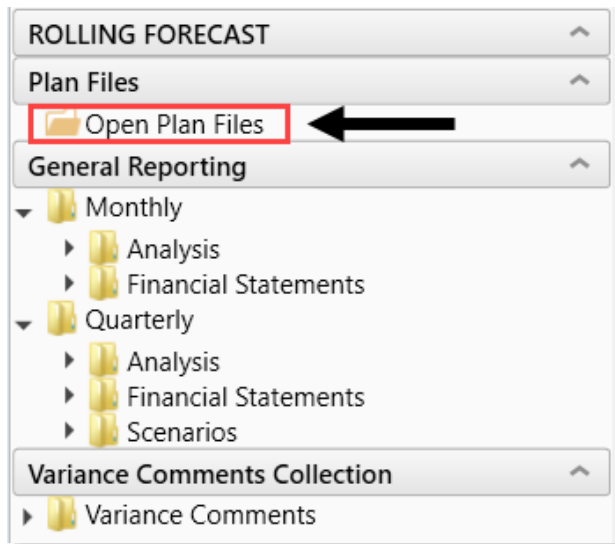 ROLLING FORECAST
Plan Files
Open Plan Files
General Reporting
Monthly
Analysis
Financial Statements
Quarterly
Analysis
Financial Statements
Scenarios
Variance Comments Collection
Variance Comments